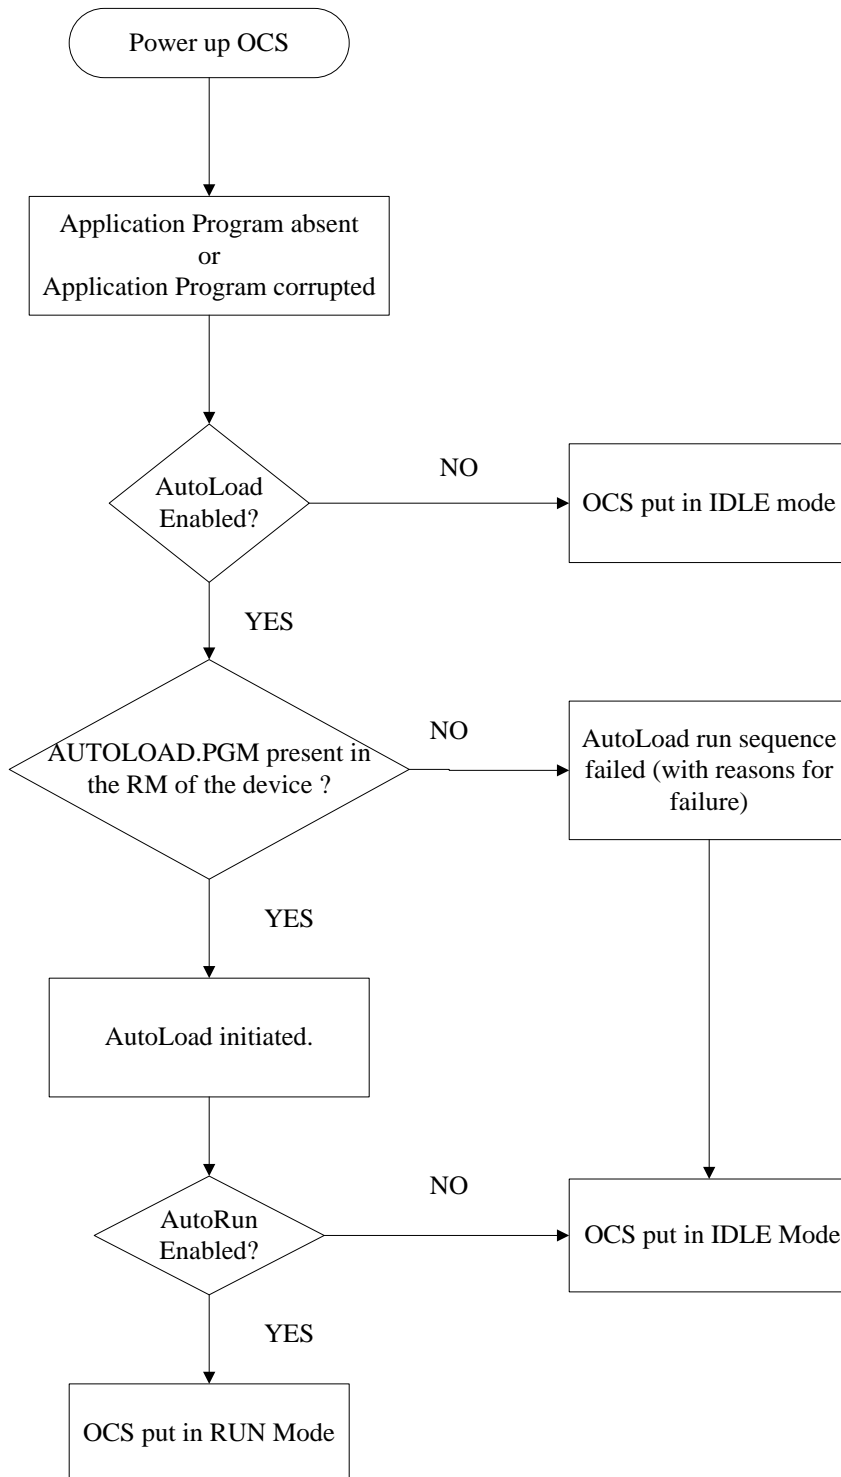 Power up OCS
Application Program absent
or
Application Program corrupted
AutoLoad
Enabled?
NO
OCS put in IDLE mode
YES
AUTOLOAD.PGM present in
the RM of the device ?
NO
AutoLoad run sequence
failed (with reasons for
failure)
YES
AutoLoad initiated.
AutoRun
Enabled?
NO
OCS put in IDLE Mode
YES
OCS put in RUN Mode